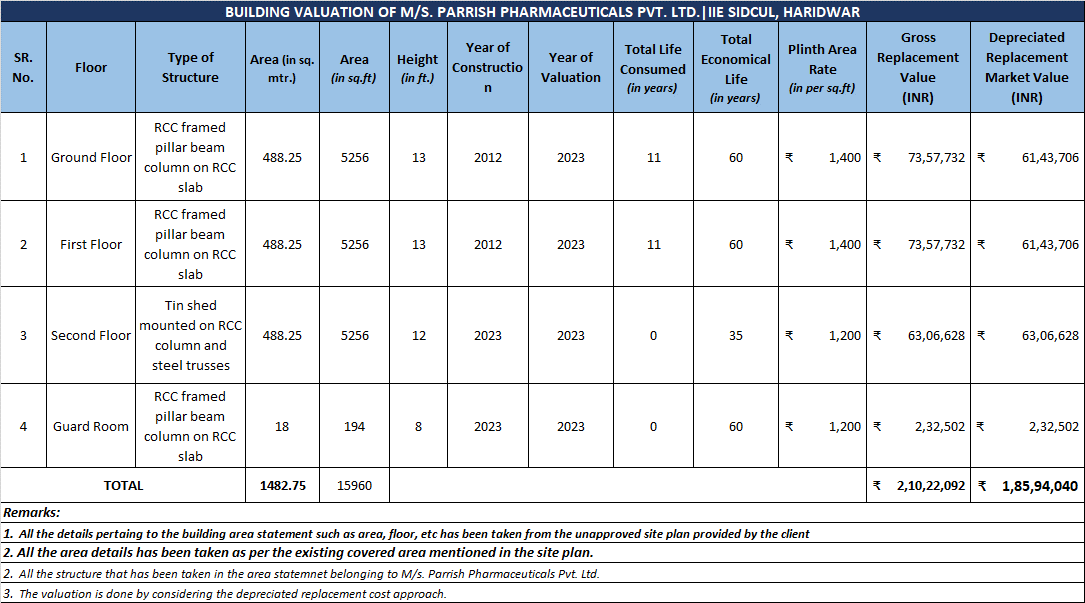 BUILDING VALUATION OF M/S. PARRISH PHARMACEUTICALS PVT. LTD.|IIE SIDCUL, HARIDWAR
SR. No. Floor Type of Structure Area (in sq. mtr.) Area (in sq.ft) Height (in ft.) Year of Constructio n Year of Valuation Total Life Consumed (in years) Total Economical Life (in years) Plinth Area Rate (in per sq.ft) Gross Replacement Value (INR) Depreciated Replacement Market Value (INR)
1 Ground Floor RCC framed pillar beam column on RCC slab 488.25 5256 13 2012 2023 11 60 ₹ 1,400 ₹ 73,57,732 ₹ 61,43,706
2 First Floor RCC framed pillar beam column on RCC slab 488.25 5256 13 2012 2023 11 60 ₹ 1,400 ₹ 73,57,732 ₹ 61,43,706
3 Second Floor Tin shed mounted on RCC column and steel trusses 488.25 5256 12 2023 2023 0 35 ₹ 1,200 ₹ 63,06,628 ₹ 63,06,628
4 Guard Room RCC framed pillar beam column on RCC slab 18 194 8 2023 2023 0 60 ₹ 1,200 ₹ 2,32,502 ₹ 2,32,502
TOTAL 1482.75 15960 ₹ 2,10,22,092 ₹ 1,85,94,040
Remarks:
1. All the details pertaing to the building area statement such as area, floor, etc has been taken from the unapproved site plan provided by the client
2. All the area details has been taken as per the existing covered area mentioned in the site plan.
2. All the structure that has been taken in the area statemnet belonging to M/s. Parrish Pharmaceuticals Pvt. Ltd.
3. The valuation is done by considering the depreciated replacement cost approach.